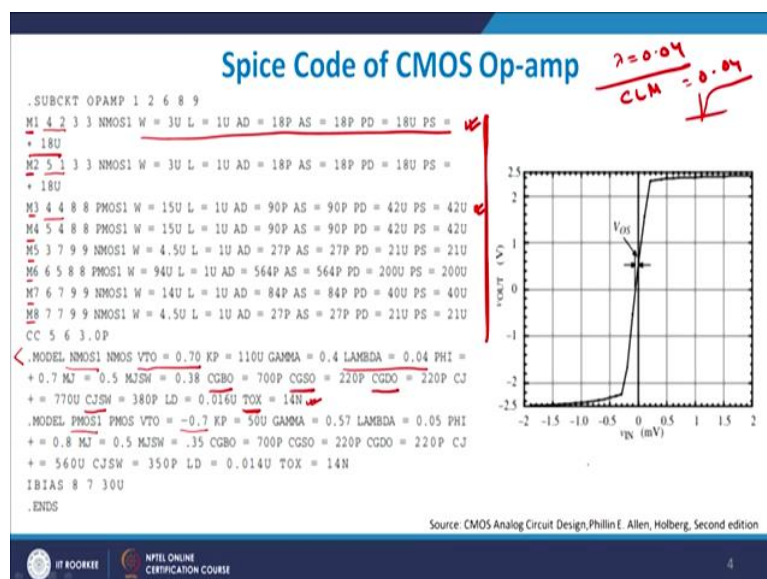 Spice Code of CMOS Op-amp
λ = 0.04
CLM = 0.04
.SUBCKT OPAMP 1 2 6 8 9
M1 4 2 3 3 NMOS1 W = 3U L = 1U AD = 18P AS = 18P PD = 18U PS =
+ 18U
M2 5 1 3 3 NMOS1 W = 3U L = 1U AD = 18P AS = 18P PD = 18U PS =
+ 18U
M3 4 4 8 8 PMOS1 W = 15U L = 1U AD = 90P AS = 90P PD = 42U PS = 42U
M4 5 4 8 8 PMOS1 W = 15U L = 1U AD = 90P AS = 90P PD = 42U PS = 42U
M5 3 7 9 9 NMOS1 W = 4.5U L = 1U AD = 27P AS = 27P PD = 21U PS = 21U
M6 6 5 8 8 PMOS1 W = 94U L = 1U AD = 564P AS = 564P PD = 200U PS = 200U
M7 6 7 9 9 NMOS1 W = 14U L = 1U AD = 84P AS = 84P PD = 40U PS = 40U
M8 7 7 9 9 NMOS1 W = 4.5U L = 1U AD = 27P AS = 27P PD = 21U PS = 21U
CC 5 6 3.0P
.MODEL NMOS1 NMOS VTO = 0.70 KP = 110U GAMMA = 0.4 LAMBDA = 0.04 PHI =
+ 0.7 MJ = 0.5 MJSW = 0.38 CGBO = 700P CGSO = 220P CGDO = 220P CJ
+ = 770U CJSW = 380P LD = 0.016U TOX = 14N
.MODEL PMOS1 PMOS VTO = -0.7 KP = 50U GAMMA = 0.57 LAMBDA = 0.05 PHI
+ = 0.8 MJ = 0.5 MJSW = .35 CGBO = 700P CGSO = 220P CGDO = 220P CJ
+ = 560U CJSW = 350P LD = 0.014U TOX = 14N
IBIAS 8 7 30U
.ENDS
2.5
2
1
0
-1
-2
-2.5
vOUT (V)
VOS
-2 -1.5 -1.0 -0.5 0 0.5 1 1.5 2
vIN (mV)
Source: CMOS Analog Circuit Design,Phillin E. Allen, Holberg, Second edition
IIT ROORKEE
NPTEL ONLINE
CERTIFICATION COURSE
4